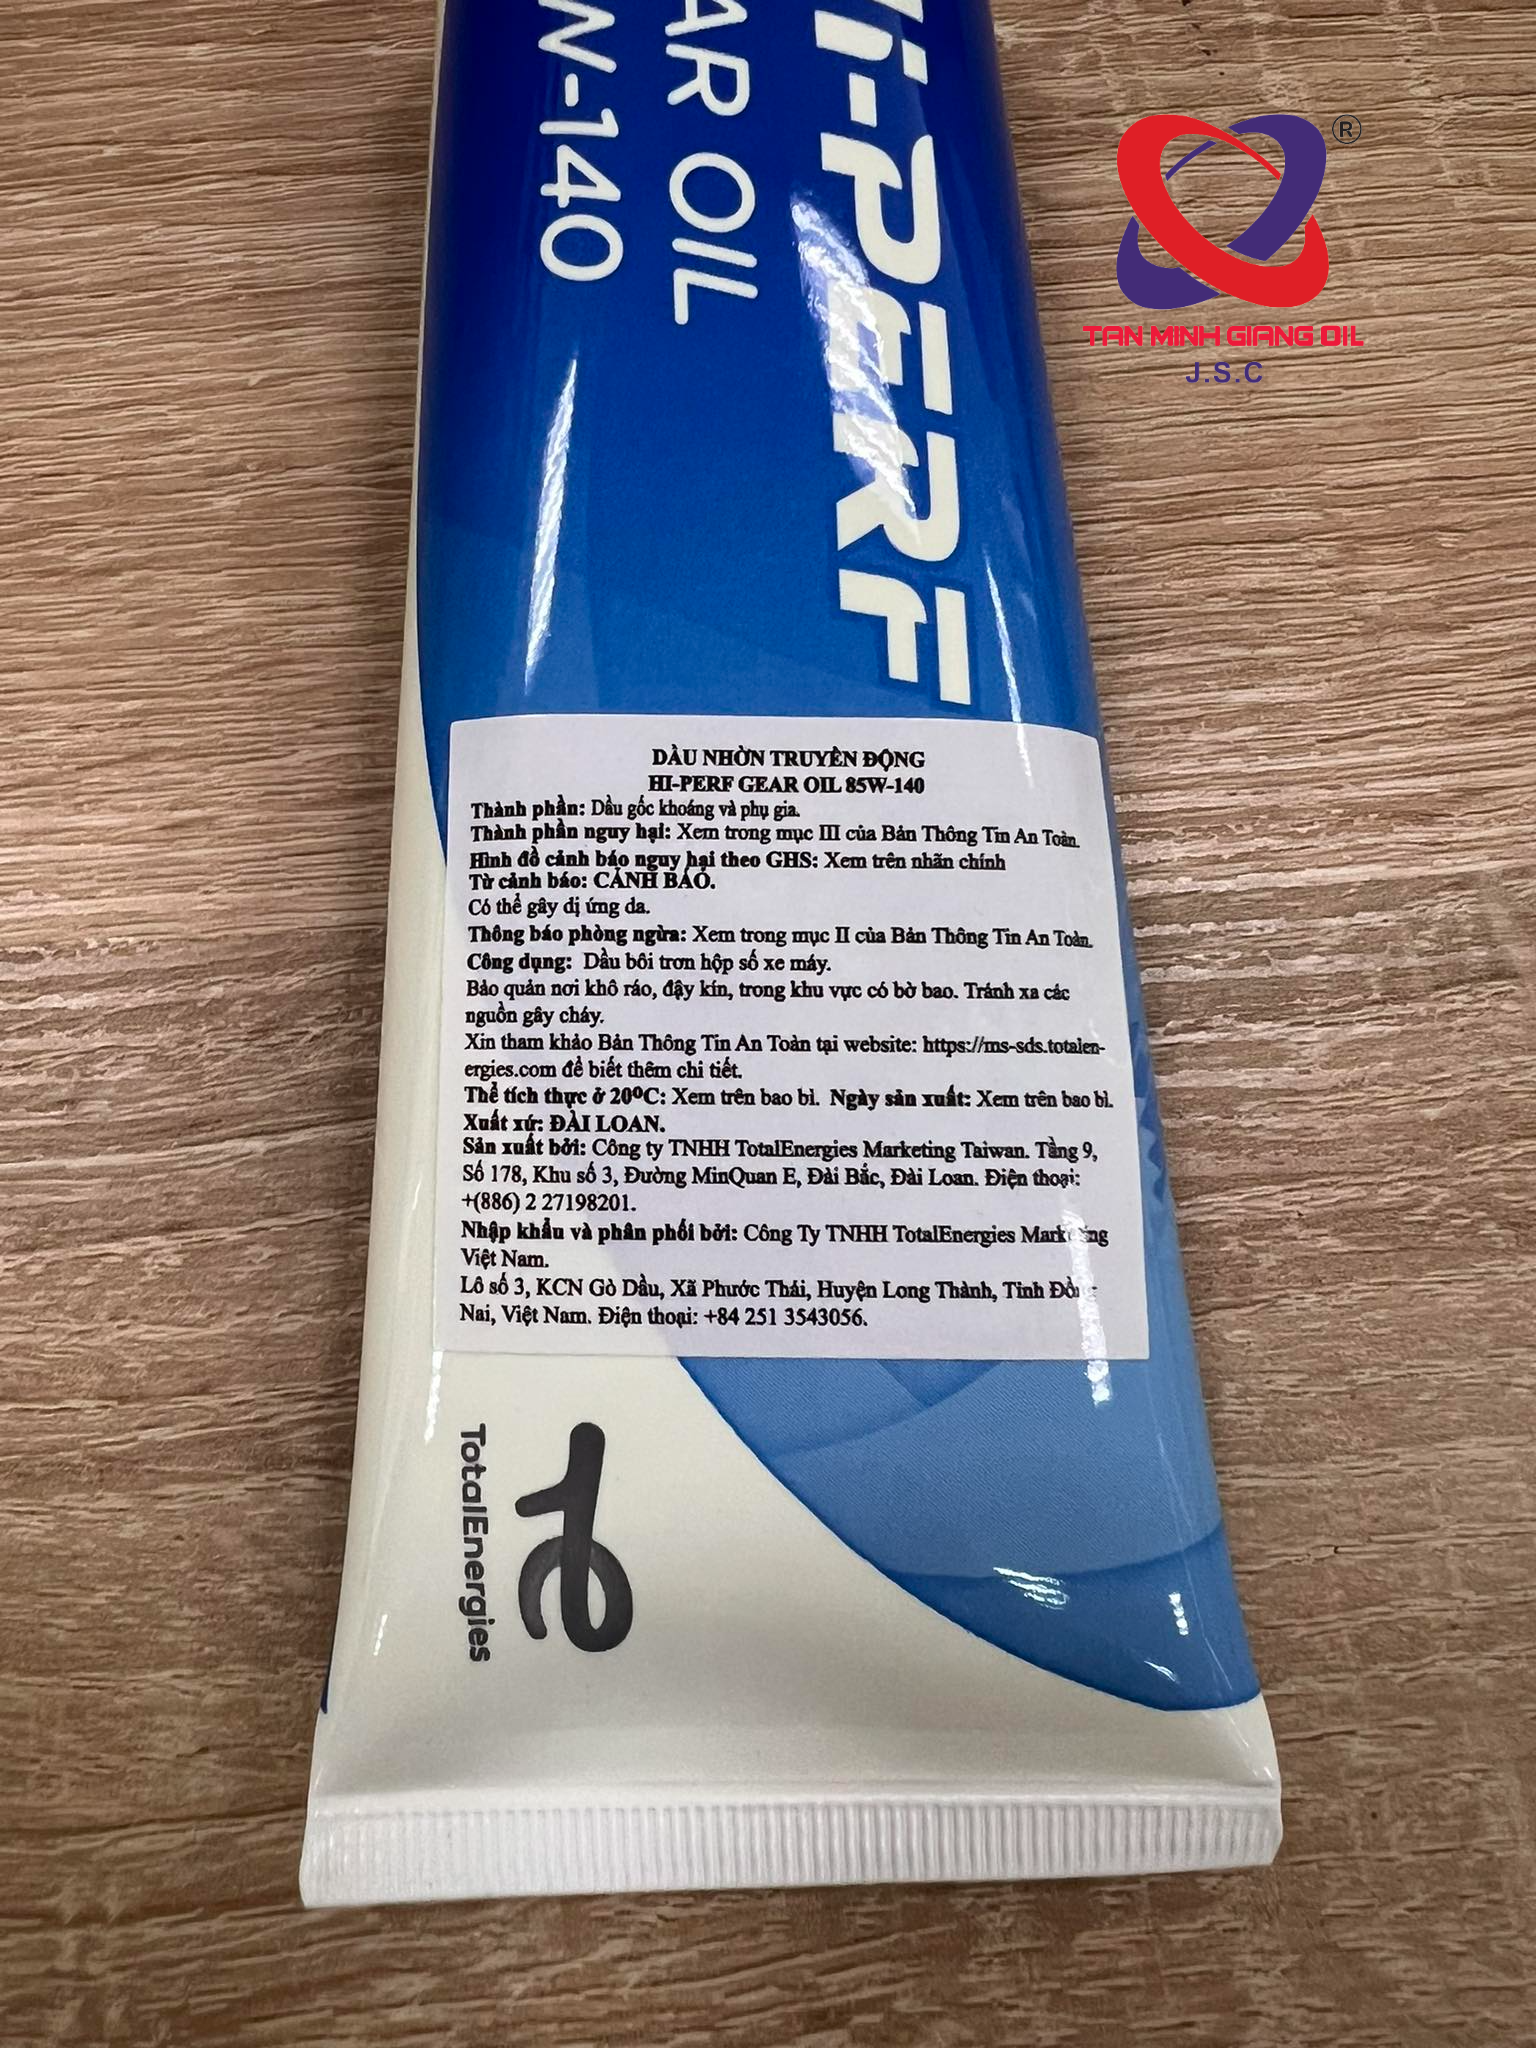 Hi-PERF
AR OIL
W-140
®
TAN MINH GIANG OIL
J.S.C
DẦU NHỜN TRUYỀN ĐỘNG
HI-PERF GEAR OIL 85W-140
Thành phần: Dầu gốc khoáng và phụ gia.
Thành phần nguy hại: Xem trong mục III của Bản Thông Tin An Toàn.
Hình đồ cảnh báo nguy hại theo GHS: Xem trên nhãn chính
Từ cảnh báo: CẢNH BÁO.
Có thể gây dị ứng da.
Thông báo phòng ngừa: Xem trong mục II của Bản Thông Tin An Toàn.
Công dụng: Dầu bôi trơn hộp số xe máy.
Bảo quản nơi khô ráo, đậy kín, trong khu vực có bờ bao. Tránh xa các
nguồn gây cháy.
Xin tham khảo Bản Thông Tin An Toàn tại website: https://ms-sds.totalen-
ergies.com để biết thêm chi tiết.
Thể tích thực ở 20ºC: Xem trên bao bì. Ngày sản xuất: Xem trên bao bì.
Xuất xứ: ĐÀI LOAN.
Sản xuất bởi: Công ty TNHH TotalEnergies Marketing Taiwan. Tầng 9,
Số 178, Khu số 3, Đường MinQuan E, Đài Bắc, Đài Loan. Điện thoại:
+(886) 2 27198201.
Nhập khẩu và phân phối bởi: Công Ty TNHH TotalEnergies Marketing
Việt Nam.
Lô số 3, KCN Gò Dầu, Xã Phước Thái, Huyện Long Thành, Tỉnh Đồng
Nai, Việt Nam. Điện thoại: +84 251 3543056.
TotalEnergies